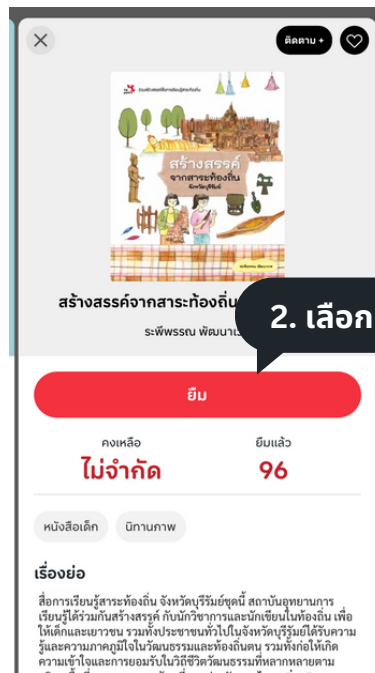 ติดตาม +
สร้างสรรค์
จากสาระท้องถิ่น
จังหวัดบุรีรัมย์
สร้างสรรค์จากสาระท้องถิ่น
ระพีพรรณ พัฒนาเ
2. เลือก
ยืม
คงเหลือ
ยืมแล้ว
ไม่จำกัด
96
หนังสือเด็ก
นิทานภาพ
เรื่องย่อ
สื่อการเรียนรู้สาระท้องถิ่น จังหวัดบุรีรัมย์ชุดนี้ สถาบันอุทยานการ
เรียนรู้ได้ร่วมกันสร้างสรรค์ กับนักวิชาการและนักเขียนในท้องถิ่น เพื่อ
ให้เด็กและเยาวชน รวมทั้งประชาชนทั่วไปในจังหวัดบุรีรัมย์ได้รับความ
รู้และความภาคภูมิใจในวัฒนธรรมและท้องถิ่นตน รวมทั้งก่อให้เกิด
ความเข้าใจและการยอมรับในวิถีชีวิตวัฒนธรรมที่หลากหลายตาม